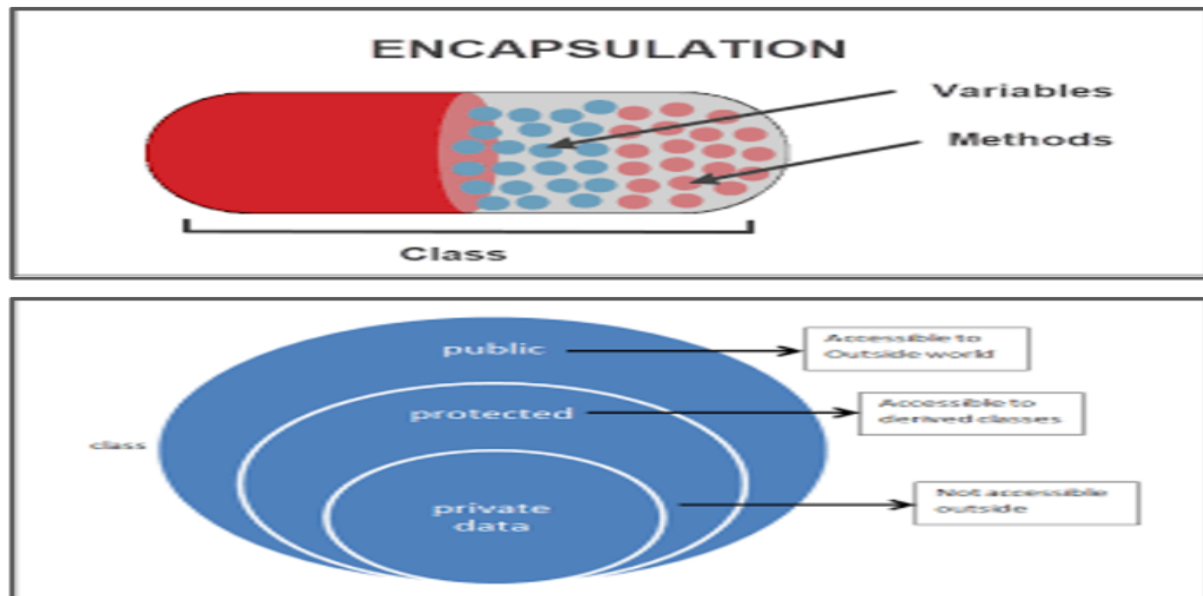 ENCAPSULATION
Variables
Methods
Class
public
Accessible to
Outside world
protected
Accessible to
derived classes
class
private
data
Not accessible
outside